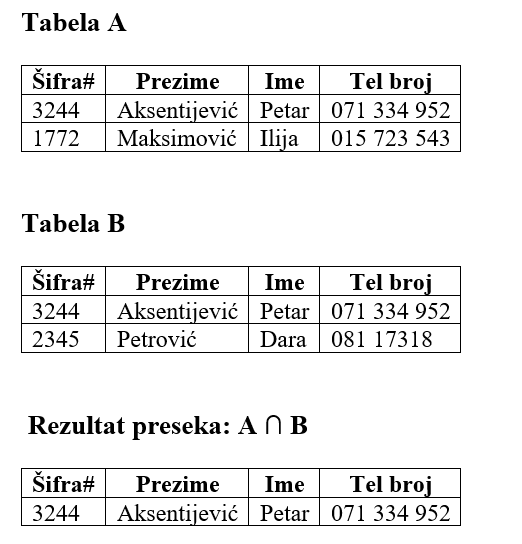 Tabela A
Šifra# Prezime Ime Tel broj
3244 Aksentijević Petar 071 334 952
1772 Maksimović Ilija 015 723 543
Tabela B
Šifra# Prezime Ime Tel broj
3244 Aksentijević Petar 071 334 952
2345 Petrović Dara 081 17318
Rezultat preseka: A ∩ B
Šifra# Prezime Ime Tel broj
3244 Aksentijević Petar 071 334 952